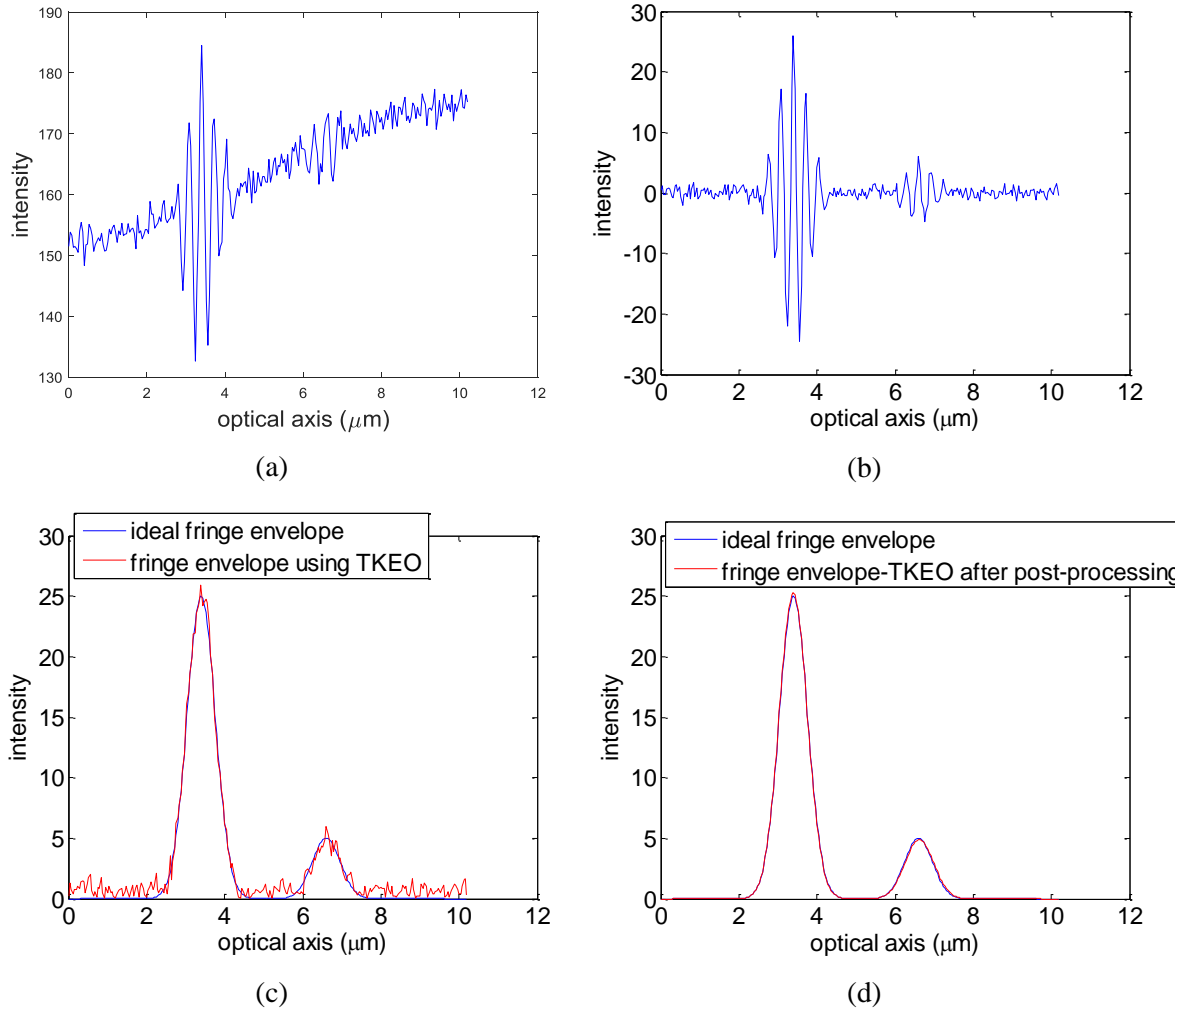 190
180
170
160
150
140
130
intensity
0 2 4 6 8 10 12
optical axis (μm)
(a)
30
20
10
0
-10
-20
-30
intensity
0 2 4 6 8 10 12
optical axis (μm)
(b)
ideal fringe envelope
fringe envelope using TKEO
30
25
20
15
10
5
0
intensity
0 2 4 6 8 10 12
optical axis (μm)
(c)
ideal fringe envelope
fringe envelope-TKEO after post-processing
30
25
20
15
10
5
0
intensity
0 2 4 6 8 10 12
optical axis (μm)
(d)